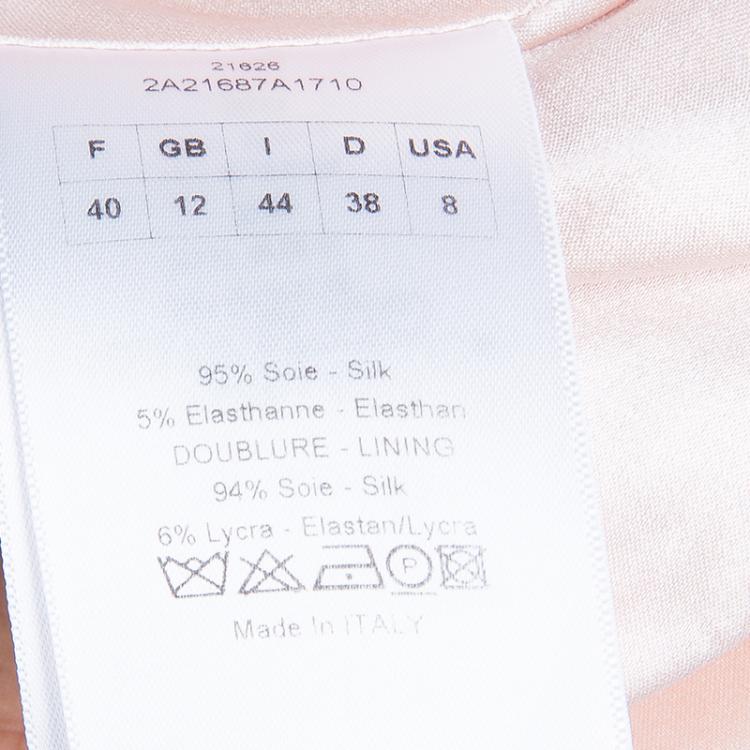 21626
2A21687A1710
F GB I D USA
40 12 44 38 8
95% Soie - Silk
5% Elasthanne - Elasthan
DOUBLURE - LINING
94% Soie - Silk
6% Lycra - Elastan/Lycra
P
Made In ITALY